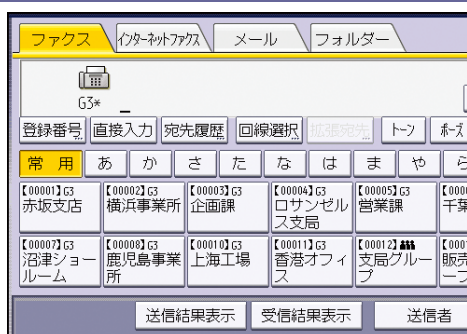 ファクス インターネットファクス メール フォルダー
G3* _
登録番号 直接入力 宛先履歴 回線選択 拡張宛先 トーン ポーズ
常用 あ か さ た な は ま や ら
【00001】G3 【00002】G3 【00003】G3 【00004】G3 【00005】G3 【0000
赤坂支店 横浜事業所 企画課 ロサンゼル 営業課 千葉
ス支局
【00007】G3 【00008】G3 【00010】G3 【00011】G3 【00012】 【0001
沼津ショー 鹿児島事業 上海工場 香港オフィ 支局グルー 販売
ルーム 所 ス プ ープ
送信結果表示 受信結果表示 送信者